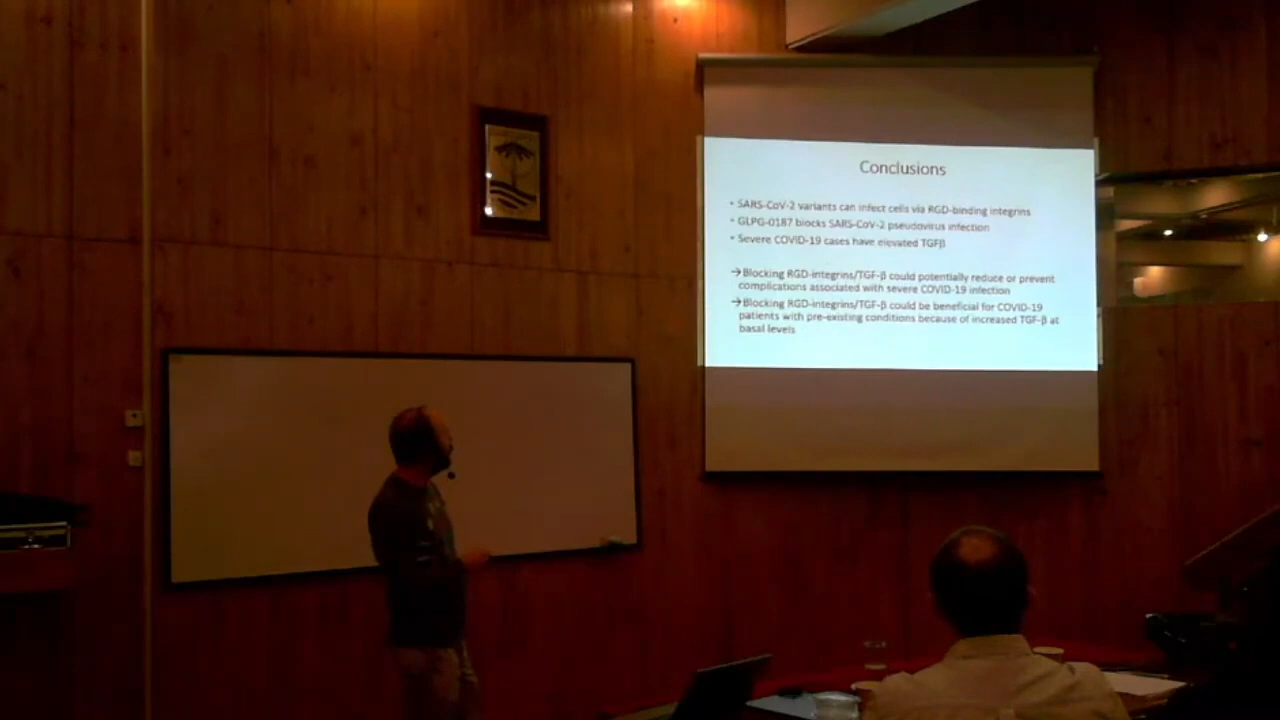 Conclusions
• SARS-CoV-2 variants can infect cells via RGD-binding integrins
• GLPG-0187 blocks SARS-CoV-2 pseudovirus infection
• Severe COVID-19 cases have elevated TGFβ
→Blocking RGD-integrins/TGF-β could potentially reduce or prevent
complications associated with severe COVID-19 infection
→Blocking RGD-integrins/TGF-β could be beneficial for COVID-19
patients with pre-existing conditions because of increased TGF-β at
basal levels